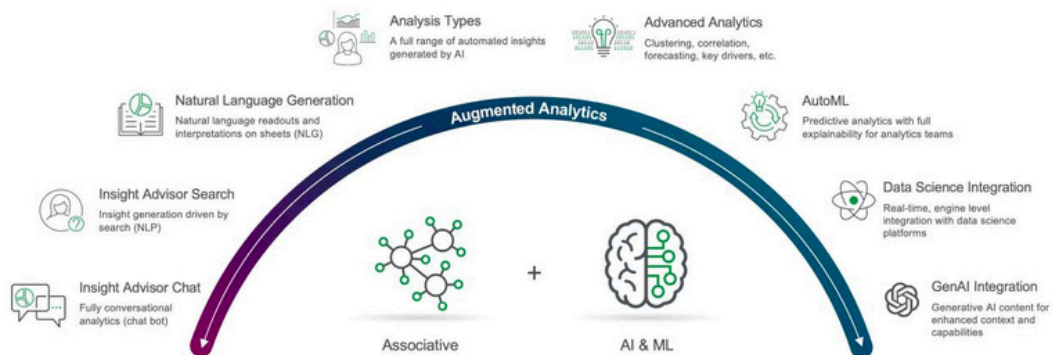 Analysis Types
A full range of automated insights
generated by AI
Advanced Analytics
Clustering, correlation,
forecasting, key drivers, etc.
Natural Language Generation
Natural language readouts and
interpretations on sheets (NLG)
Augmented Analytics
AutoML
Predictive analytics with full
explainability for analytics teams
Insight Advisor Search
Insight generation driven by
search (NLP)
Data Science Integration
Real-time, engine level
integration with data science
platforms
Insight Advisor Chat
Fully conversational
analytics (chat bot)
+
GenAI Integration
Generative AI content for
enhanced context and
capabilities
Associative
AI & ML